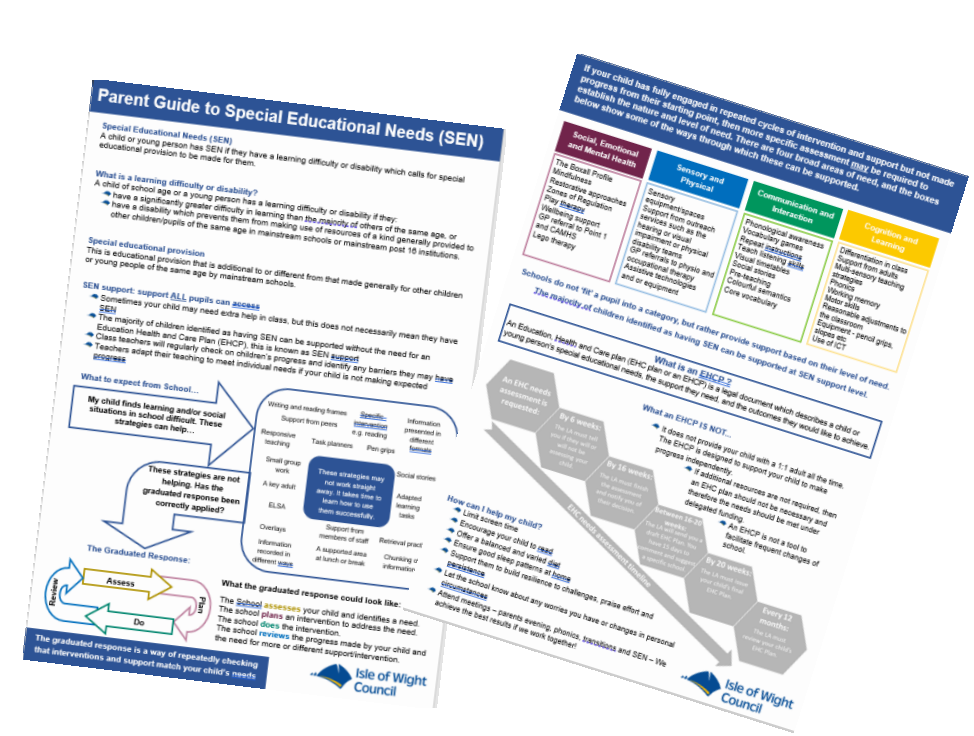 Parent Guide to Special Educational Needs (SEN)
Special Educational Needs (SEN)
A child or young person has SEN if they have a learning difficulty or disability which calls for special
educational provision to be made for them.
What is a learning difficulty or disability?
A child of school age or a young person has a learning difficulty or disability if they:
have a significantly greater difficulty in learning than the majority of others of the same age, or
have a disability which prevents them from making use of resources of a kind generally provided to
other children/pupils of the same age in mainstream schools or mainstream post 16 institutions.
Special educational provision
This is educational provision that is additional to or different from that made generally for other children
or young people of the same age by mainstream schools.
SEN support: support ALL pupils can access
Sometimes your child may need extra help in class, but this does not necessarily mean they have
SEN
The majority of children identified as having SEN can be supported without the need for an
Education Health and Care Plan (EHCP), this is known as SEN support
Class teachers will regularly check on children's progress and identify any barriers they may have
Teachers adapt their teaching to meet individual needs if your child is not making expected
progress
What to expect from School…
My child finds learning and/or social
situations in school difficult. These
strategies can help…
These strategies are not
helping. Has the
graduated response been
correctly applied?
Writing and reading frames
Support from peers
Specific
intervention
e.g. reading
Information
presented in
different
formats
Responsive
teaching
Task planners
Pen grips
Small group
work
Social stories
A key adult
These strategies may
not work straight
away. It takes time to
learn how to use
them successfully.
Adapted
learning
tasks
ELSA
Overlays
Support from
members of staff
Retrieval pract
Information
recorded in
different ways
A supported area
at lunch or break
Chunking
informatio
The Graduated Response:
Assess
Plan
Do
Review
What the graduated response could look like:
The School assesses your child and identifies a need.
The school plans an intervention to address the need.
The school does the intervention.
The school reviews the progress made by your child and
the need for more or different support/intervention.
The graduated response is a way of repeatedly checking
that interventions and support match your child's needs
Isle of Wight
Council
If your child has fully engaged in repeated cycles of intervention and support but not made
progress from their starting point, then more specific assessment may be required to
establish the nature and level of need. There are four broad areas of need, and the boxes
below show some of the ways through which these can be supported.
Social, Emotional
and Mental Health
The Boxall Profile
Mindfulness
Restorative approaches
Zones of Regulation
Play therapy
Wellbeing support
GP referral to Point 1
and CAMHS
Lego therapy
Sensory and
Physical
Sensory
equipment/spaces
Support from outreach
services such as the
hearing or visual
impairment or physical
disability teams
GP referrals to physio and
occupational therapy
Assistive technologies
and or equipment
Communication and
Interaction
Phonological awareness
Vocabulary games
Repeat instructions
Teach listening skills
Visual timetables
Social stories
Pre-teaching
Colourful semantics
Core vocabulary
Cognition and
Learning
Differentiation in class
Support from adults
Multi-sensory teaching
strategies
Phonics
Working memory
Motor skills
Reasonable adjustments to
the classroom
Equipment - pencil grips,
slopes etc
Use of ICT
Schools do not 'fit' a pupil into a category, but rather provide support based on their level of need.
The majority of children identified as having SEN can be supported at SEN support level.
What is an EHCP ?
An Education, Health and Care plan (EHC plan or an EHCP) is a legal document which describes a child or
young person's special educational needs, the support they need, and the outcomes they would like to achieve
What an EHCP IS NOT…
It does not provide your child with a 1:1 adult all the time.
The EHCP is designed to support your child to make
progress independently.
If additional resources are not required, then
an EHC plan should not be necessary and
therefore the needs should be met under
delegated funding.
An EHCP is not a tool to
facilitate frequent changes of
school.
An EHC needs
assessment is
requested:
By 6 weeks:
By 16 weeks:
Between 16-20
weeks:
By 20 weeks:
Every 12
months:
The LA must
review your child's
EHC Plan
EHC needs assessment timeline
How can I help my child?
Limit screen time
Encourage your child to read
Offer a balanced and varied diet
Ensure good sleep patterns at home
Support them to build resilience to challenges, praise effort and
persistence
Let the school know about any worries you have or changes in personal
circumstances
Attend meetings – parents evening, phonics, transitions and SEN – We
achieve the best results if we work together!
Isle of Wight
Council